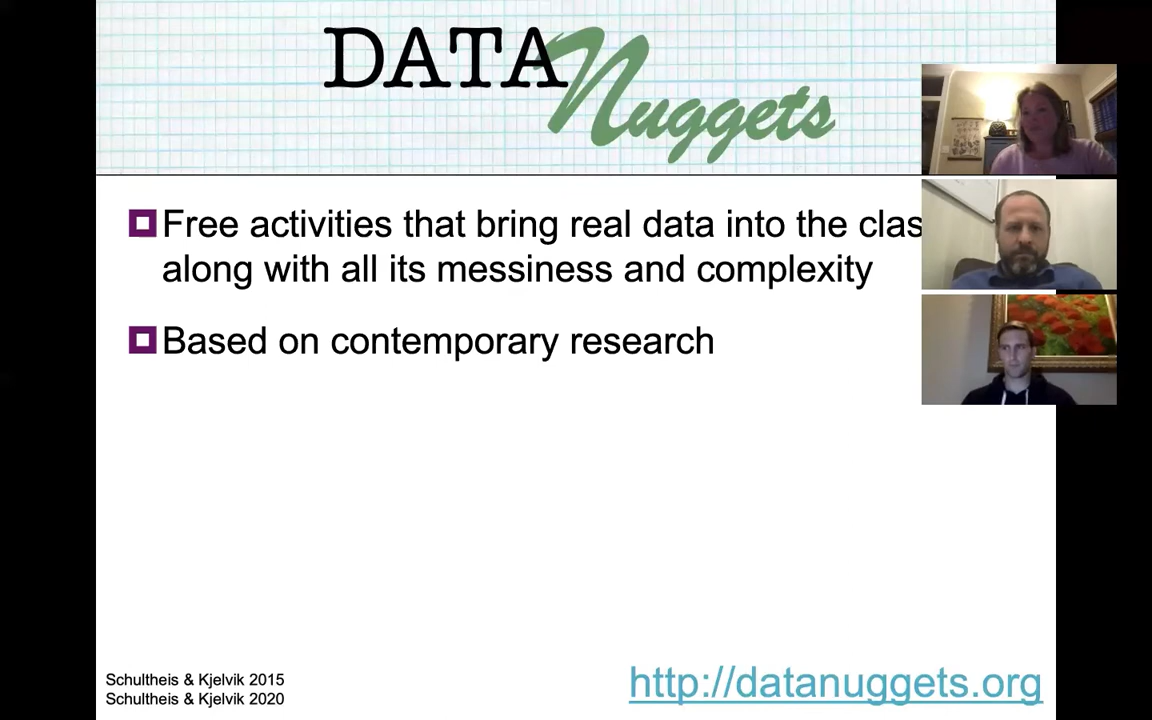 DATA Nuggets
Free activities that bring real data into the clas
along with all its messiness and complexity
Based on contemporary research
Schultheis & Kjelvik 2015
Schultheis & Kjelvik 2020
http://datanuggets.org